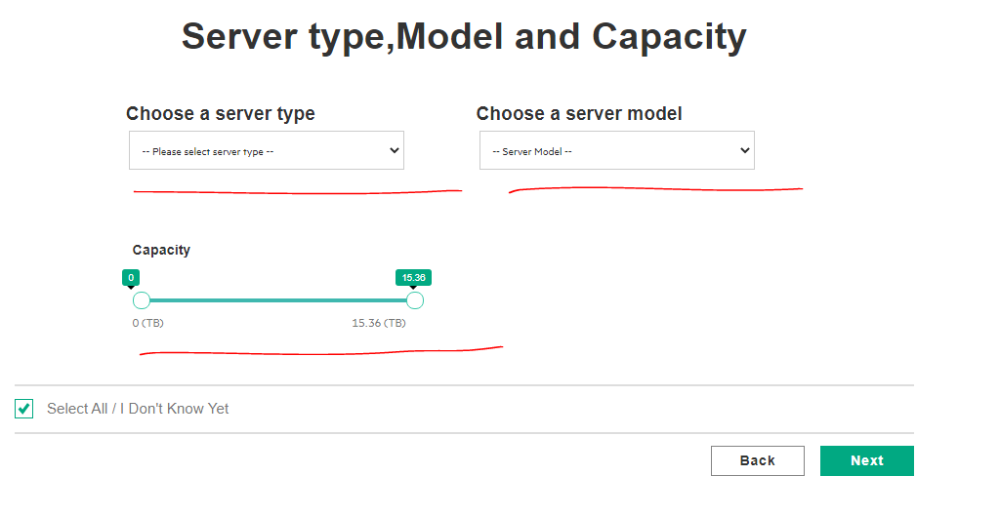 Server type,Model and Capacity
Choose a server type
Choose a server model
-- Please select server type --
-- Server Model --
Capacity
0
15.36
0 (TB)
15.36 (TB)
Select All / I Don't Know Yet
Back
Next